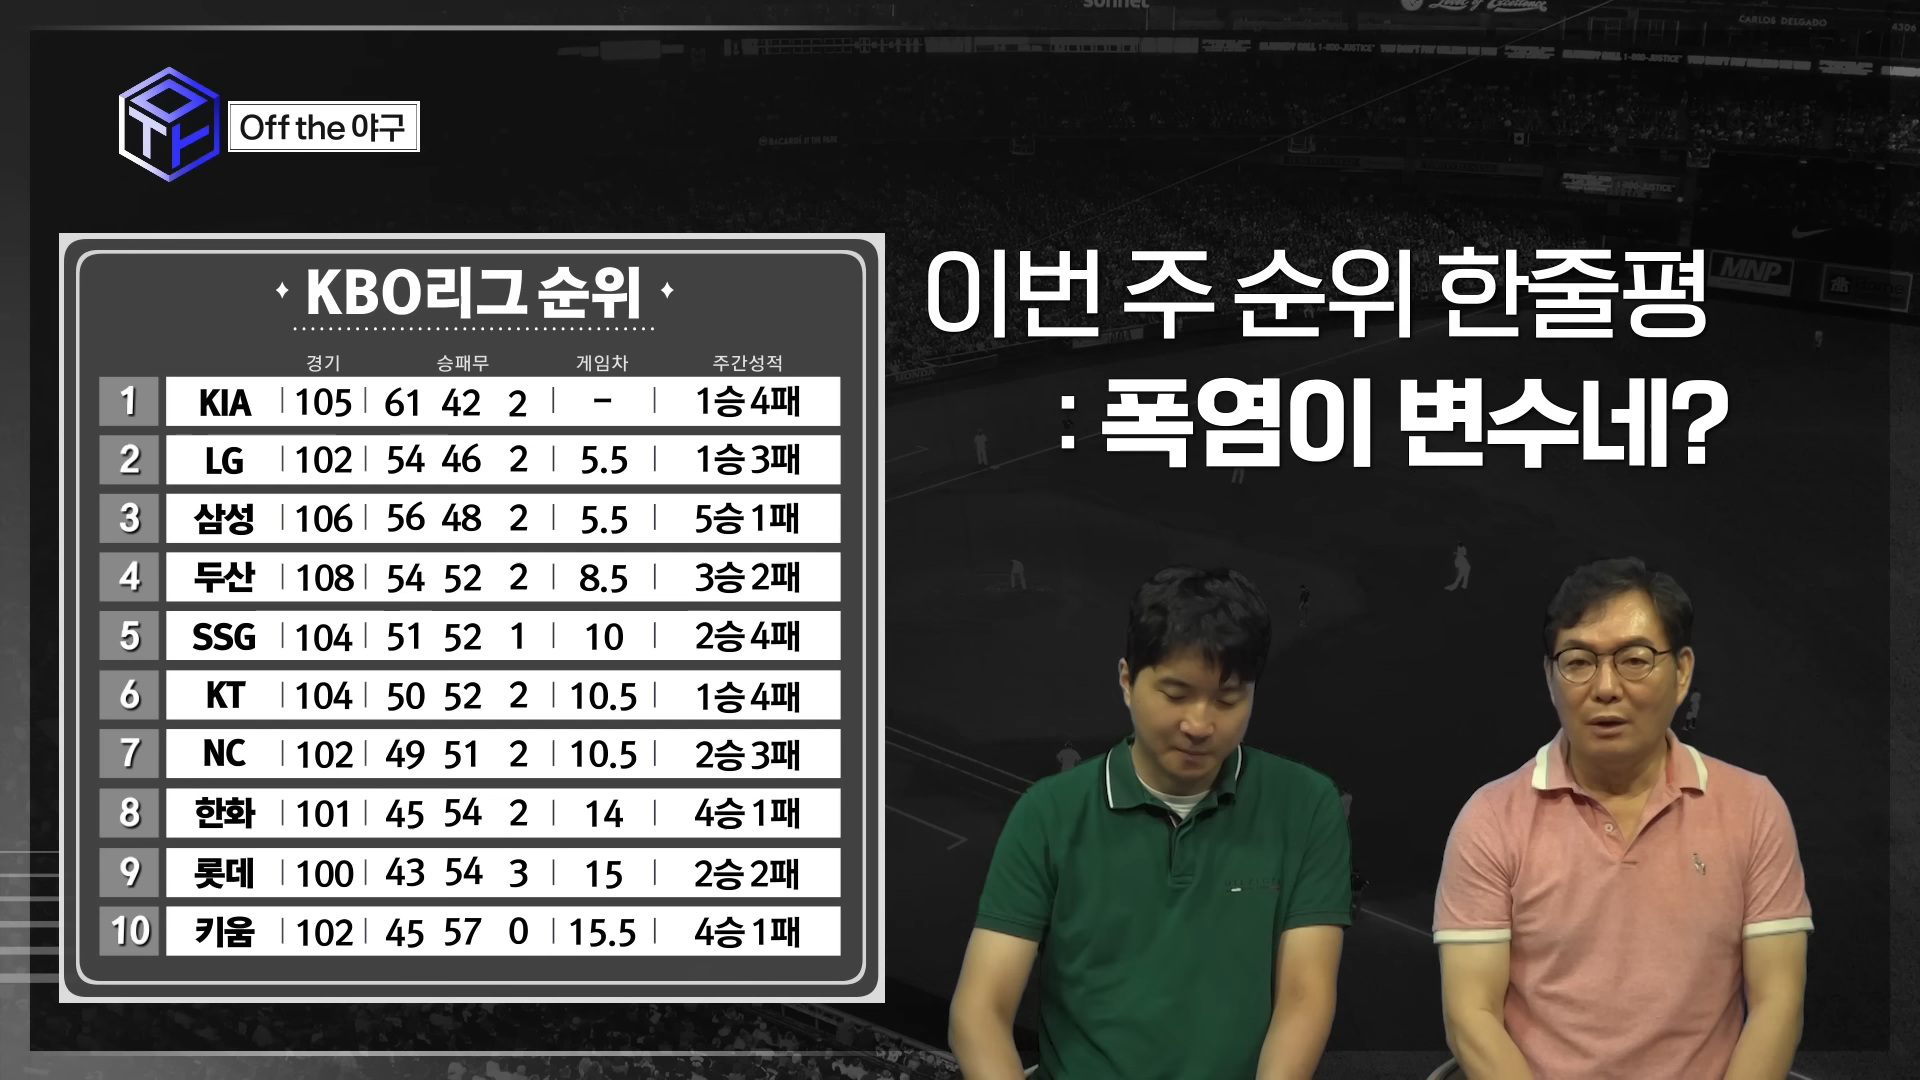 Off the 야구
KBO리그 순위
경기 승패무 게임차 주간성적
1 KIA 105 61 42 2 – 1승 4패
2 LG 102 54 46 2 5.5 1승 3패
3 삼성 106 56 48 2 5.5 5승 1패
4 두산 108 54 52 2 8.5 3승 2패
5 SSG 104 51 52 1 10 2승 4패
6 KT 104 50 52 2 10.5 1승 4패
7 NC 102 49 51 2 10.5 2승 3패
8 한화 101 45 54 2 14 4승 1패
9 롯데 100 43 54 3 15 2승 2패
10 키움 102 45 57 0 15.5 4승 1패
이번 주 순위 한줄평
: 폭염이 변수네?
sonnet
Level of Excellence
CARLOS DELGADO
4306
MNP